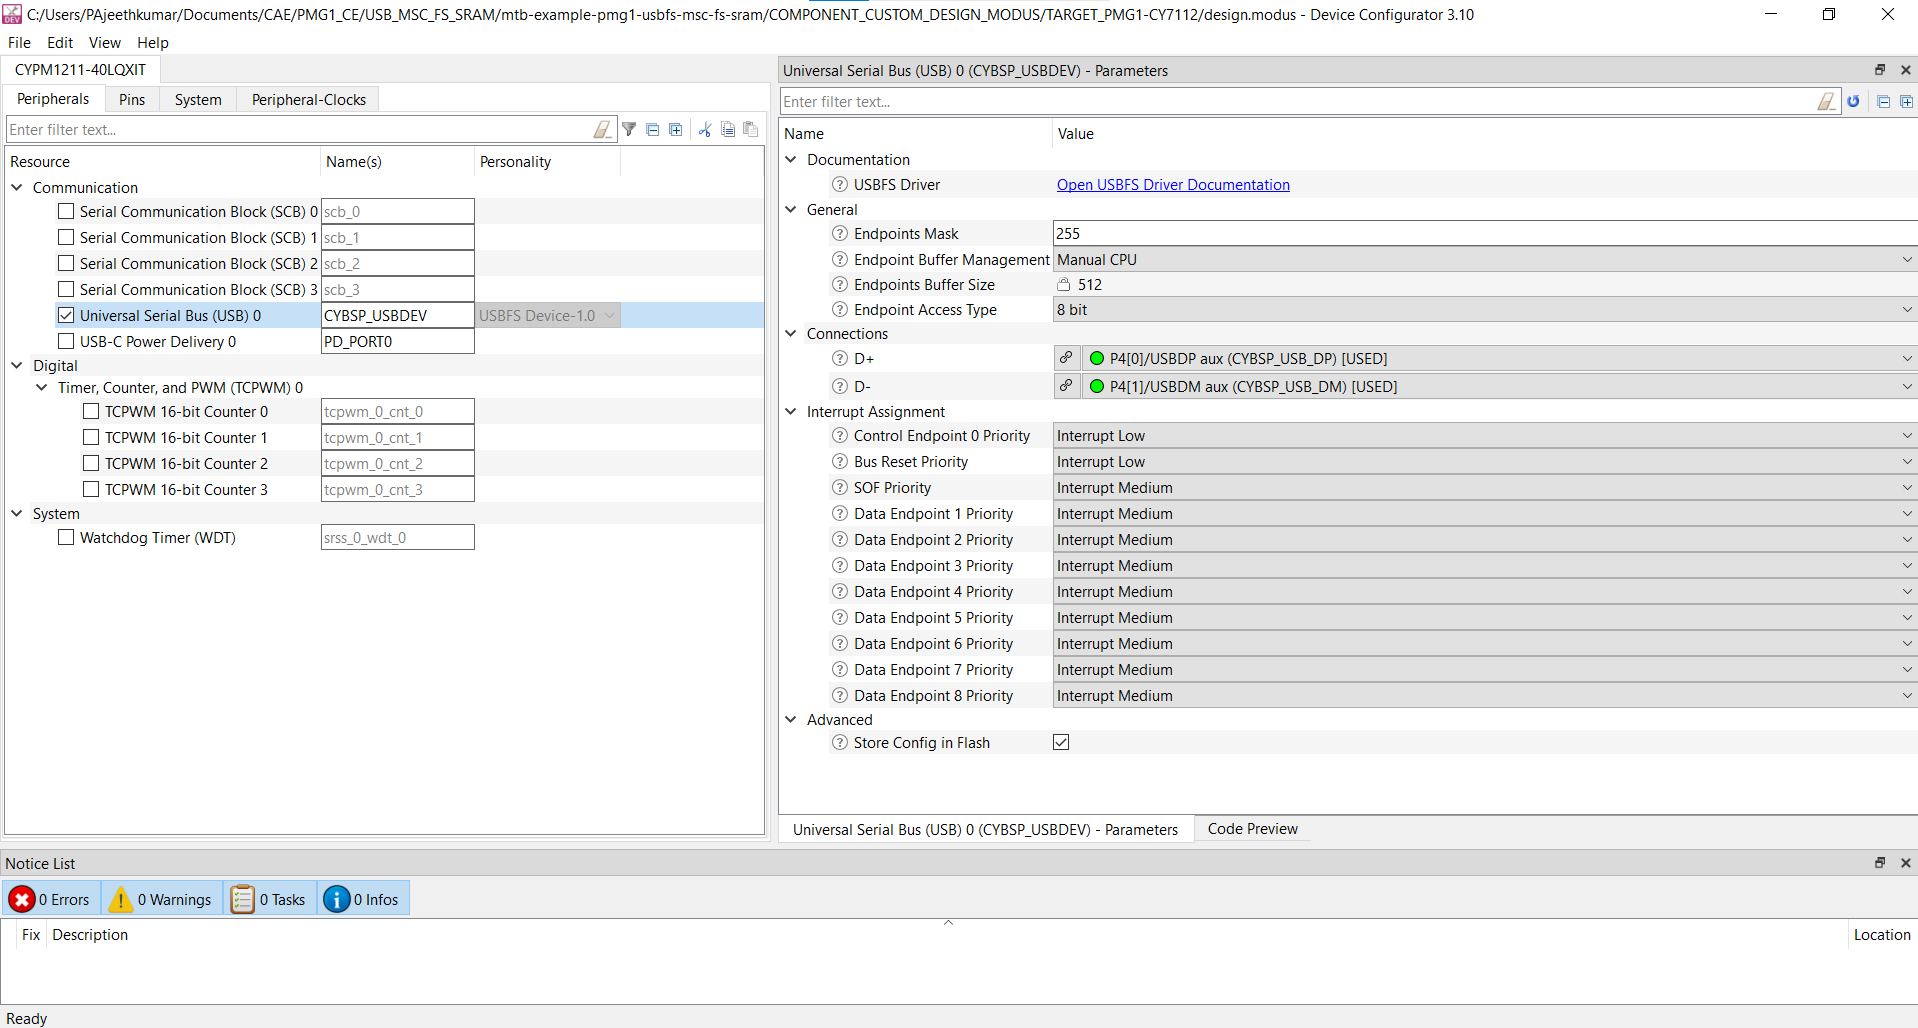 C:/Users/PAjeethkumar/Documents/CAE/PMG1_CE/USB_MSC_FS_SRAM/mtb-example-pmg1-usbfs-msc-fs-sram/COMPONENT_CUSTOM_DESIGN_MODUS/TARGET_PMG1-CY7112/design.modus - Device Configurator 3.10
File Edit View Help
CYPM1211-40LQXIT
Peripherals Pins System Peripheral-Clocks
Enter filter text...
Resource Name(s) Personality
Communication
Serial Communication Block (SCB) 0 scb_0
Serial Communication Block (SCB) 1 scb_1
Serial Communication Block (SCB) 2 scb_2
Serial Communication Block (SCB) 3 scb_3
Universal Serial Bus (USB) 0 CYBSP_USBDEV USBFS Device-1.0
USB-C Power Delivery 0 PD_PORT0
Digital
Timer, Counter, and PWM (TCPWM) 0
TCPWM 16-bit Counter 0 tcpwm_0_cnt_0
TCPWM 16-bit Counter 1 tcpwm_0_cnt_1
TCPWM 16-bit Counter 2 tcpwm_0_cnt_2
TCPWM 16-bit Counter 3 tcpwm_0_cnt_3
System
Watchdog Timer (WDT) srss_0_wdt_0
Universal Serial Bus (USB) 0 (CYBSP_USBDEV) - Parameters
Enter filter text...
Name Value
Documentation
USBFS Driver Open USBFS Driver Documentation
General
Endpoints Mask 255
Endpoint Buffer Management Manual CPU
Endpoints Buffer Size 512
Endpoint Access Type 8 bit
Connections
D+ P4[0]/USBDP aux (CYBSP_USB_DP) [USED]
D- P4[1]/USBDM aux (CYBSP_USB_DM) [USED]
Interrupt Assignment
Control Endpoint 0 Priority Interrupt Low
Bus Reset Priority Interrupt Low
SOF Priority Interrupt Medium
Data Endpoint 1 Priority Interrupt Medium
Data Endpoint 2 Priority Interrupt Medium
Data Endpoint 3 Priority Interrupt Medium
Data Endpoint 4 Priority Interrupt Medium
Data Endpoint 5 Priority Interrupt Medium
Data Endpoint 6 Priority Interrupt Medium
Data Endpoint 7 Priority Interrupt Medium
Data Endpoint 8 Priority Interrupt Medium
Advanced
Store Config in Flash
Universal Serial Bus (USB) 0 (CYBSP_USBDEV) - Parameters Code Preview
Notice List
0 Errors 0 Warnings 0 Tasks 0 Infos
Fix Description Location
Ready